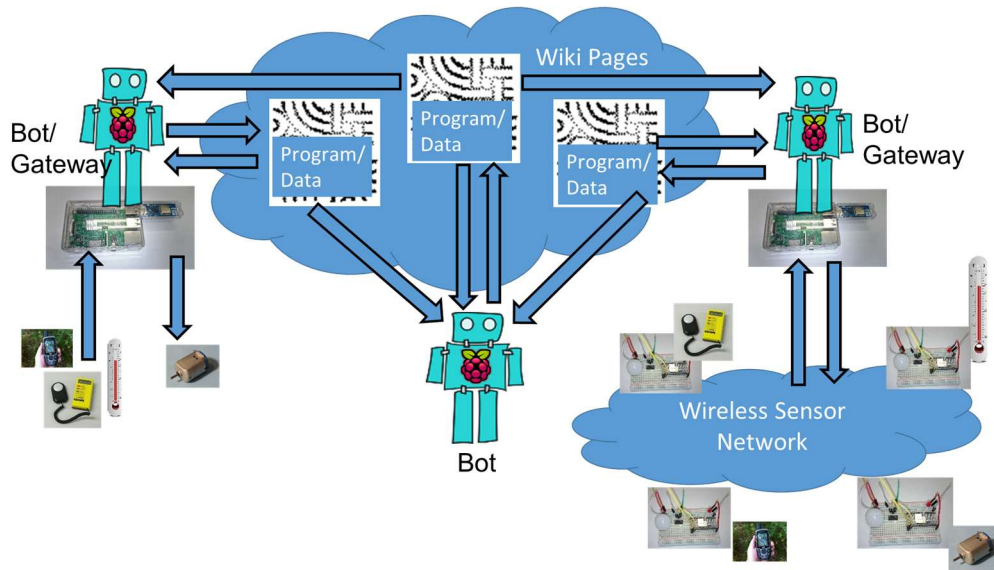 Wiki Pages
Bot/
Gateway
Program/
Data
Program/
Data
Program/
Data
Bot/
Gateway
Bot
Wireless Sensor
Network